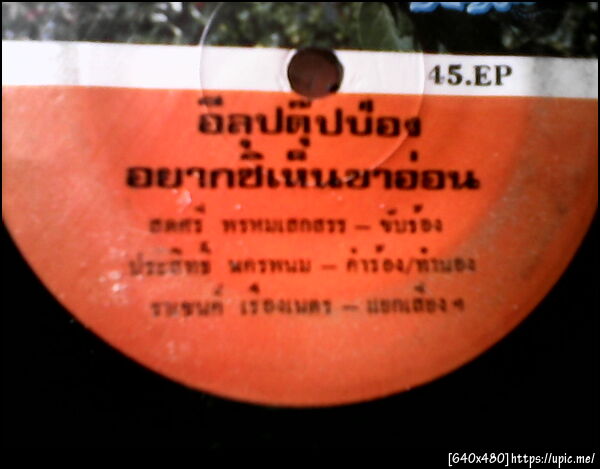 45.EP
อีลุปตุ๊ปป่อง
อยากซิเห็นขาอ่อน
สดศรี พรหมเสกสรร – ขับร้อง
ประสิทธิ์ นครพนม – คำร้อง/ทำนอง
ราเชนด์ เรืองเนตร – แยกเสียงฯ
[640x480]https://upic.me/